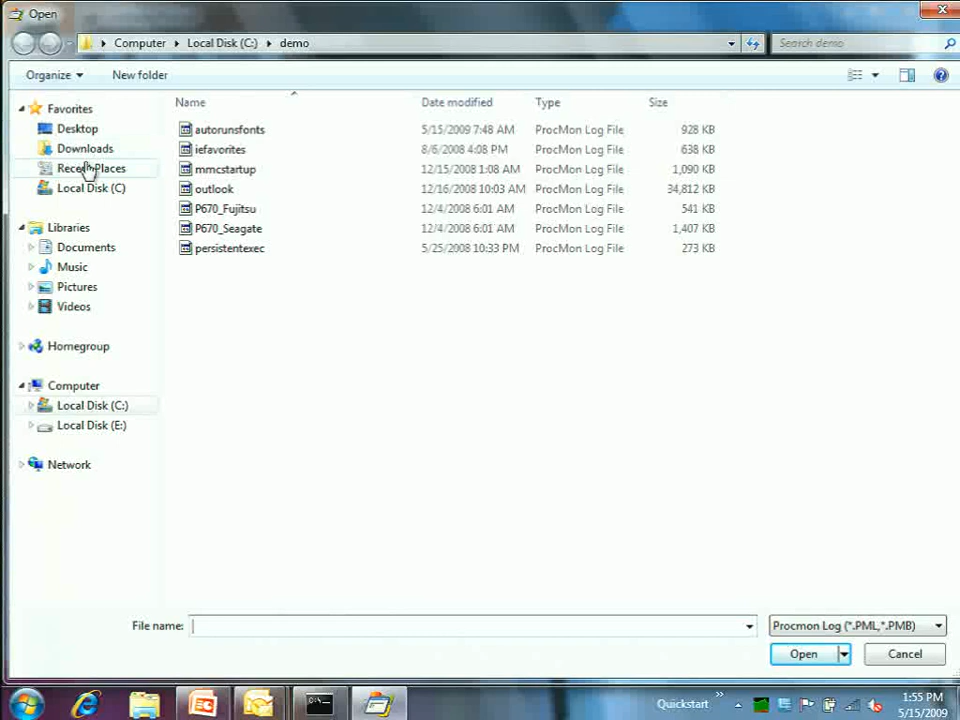 Open
Computer Local Disk (C:) demo Search demo
Organize New folder
Name Date modified Type Size
Favorites
Desktop
Downloads
Recent Places
Local Disk (C)
Libraries
Documents
Music
Pictures
Videos
Homegroup
Computer
Local Disk (C:)
Local Disk (E:)
Network
autorunsfonts 5/15/2009 7:48 AM ProcMon Log File 928 KB
iefavorites 8/6/2008 4:08 PM ProcMon Log File 638 KB
mmcstartup 12/15/2008 1:08 AM ProcMon Log File 1,090 KB
outlook 12/16/2008 10:03 AM ProcMon Log File 34,812 KB
P670_Fujitsu 12/4/2008 6:01 AM ProcMon Log File 541 KB
P670_Seagate 12/4/2008 6:01 AM ProcMon Log File 1,407 KB
persistentexec 5/25/2008 10:33 PM ProcMon Log File 273 KB
File name: Procmon Log (*.PML,*.PMB)
Open Cancel
Quickstart » 1:55 PM
5/15/2009